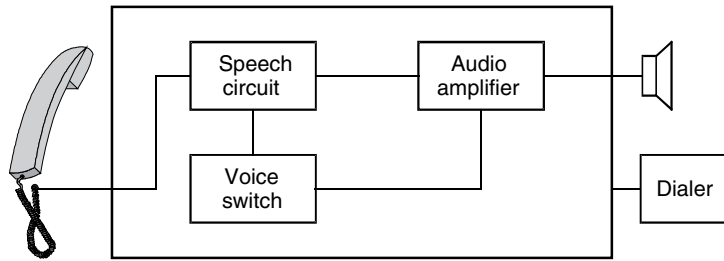 Speech
circuit
Audio
amplifier
Voice
switch
Dialer